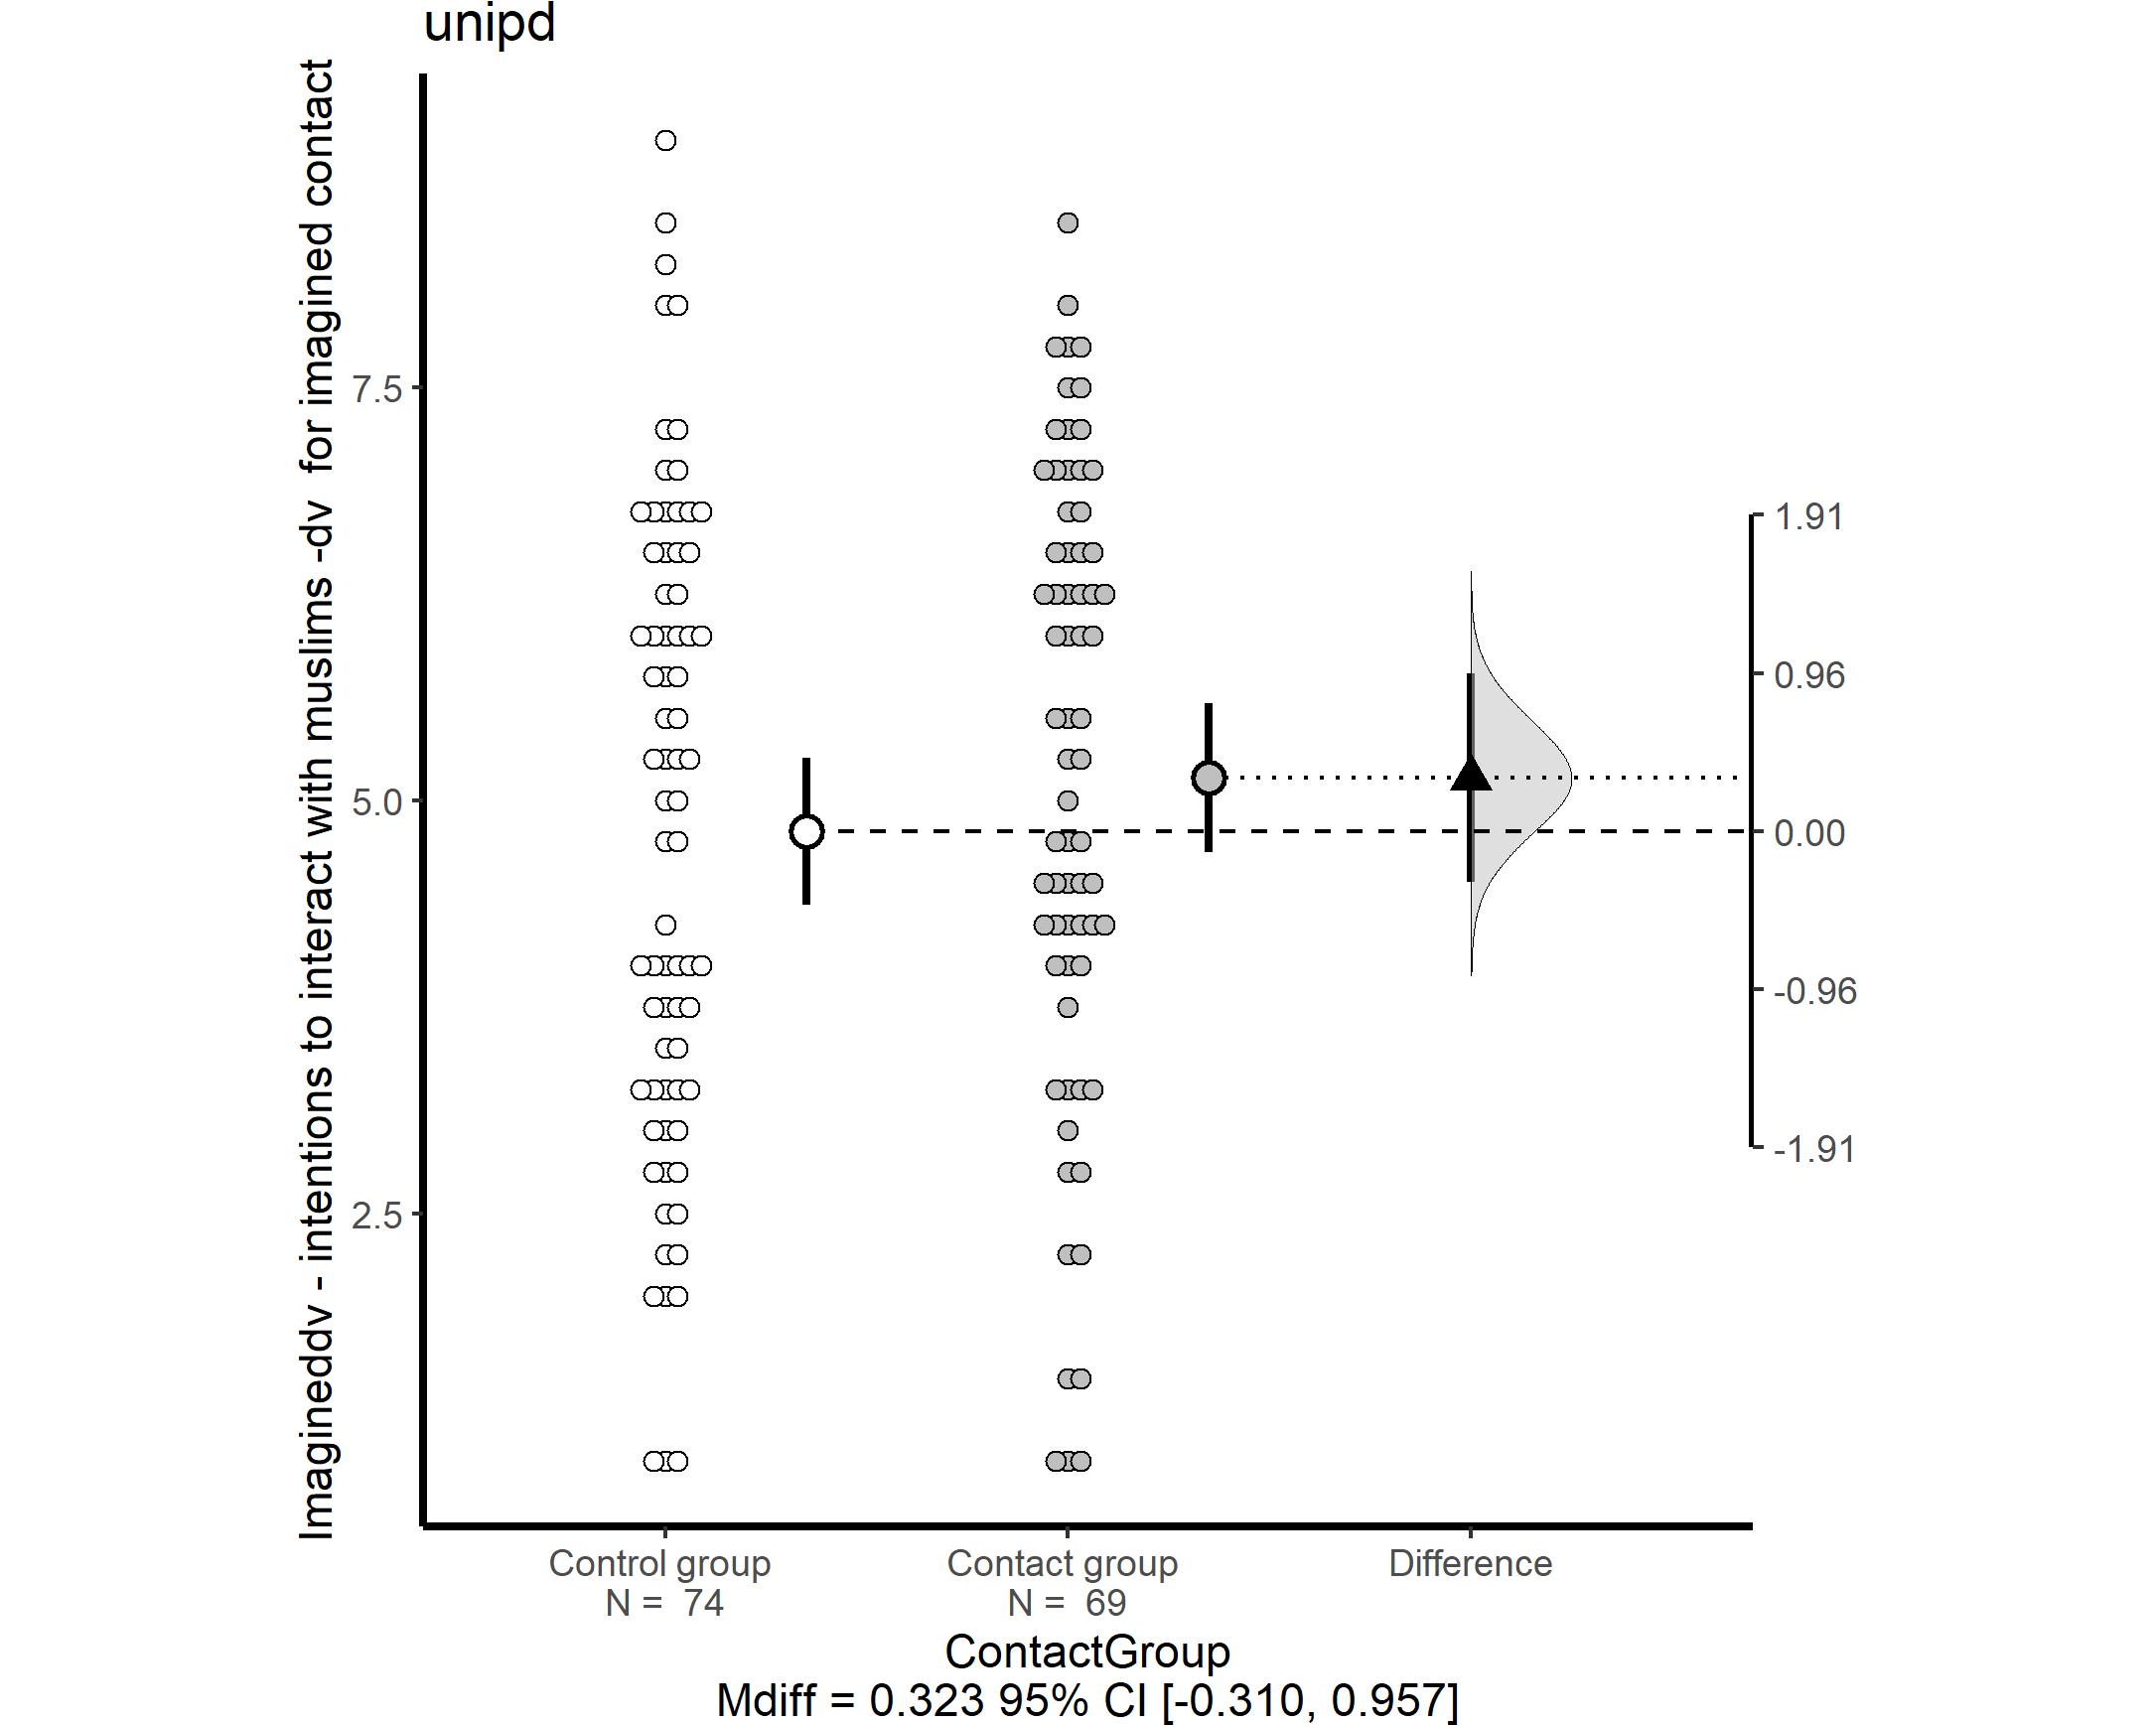 unipd
Imagineddv - intentions to interact with muslims -dv  for imagined contact
7.5
5.0
2.5
1.91
0.96
0.00
-0.96
-1.91
Control group
N =  74
Contact group
N =  69
Difference
ContactGroup
Mdiff = 0.323 95% CI [-0.310, 0.957]